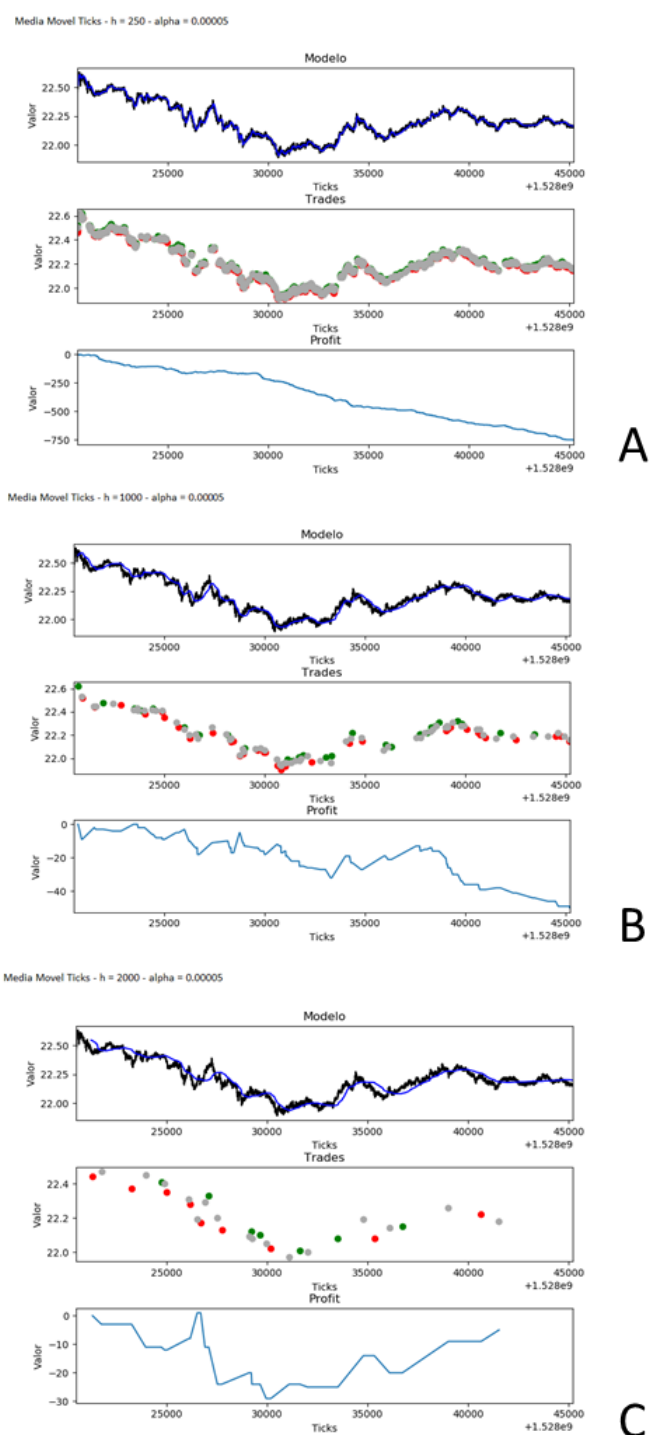 Media Movel Ticks - h = 250 - alpha = 0.00005
Modelo
Valor
22.50
22.25
22.00
25000 30000 35000 40000 45000
Ticks
+1.528e9
Trades
Valor
22.6
22.4
22.2
22.0
25000 30000 35000 40000 45000
Ticks
+1.528e9
Profit
Valor
0
−250
−500
−750
25000 30000 35000 40000 45000
Ticks
+1.528e9
A
Media Movel Ticks - h =1000 - alpha = 0.00005
Modelo
Valor
22.50
22.25
22.00
25000 30000 35000 40000 45000
Ticks
+1.528e9
Trades
Valor
22.6
22.4
22.2
22.0
25000 30000 35000 40000 45000
Ticks
+1.528e9
Profit
Valor
0
−20
−40
25000 30000 35000 40000 45000
Ticks
+1.528e9
B
Media Movel Ticks - h = 2000 - alpha = 0.00005
Modelo
Valor
22.50
22.25
22.00
25000 30000 35000 40000 45000
Ticks
+1.528e9
Trades
Valor
22.4
22.2
22.0
25000 30000 35000 40000 45000
Ticks
+1.528e9
Profit
Valor
0
−10
−20
−30
25000 30000 35000 40000 45000
Ticks
+1.528e9
C